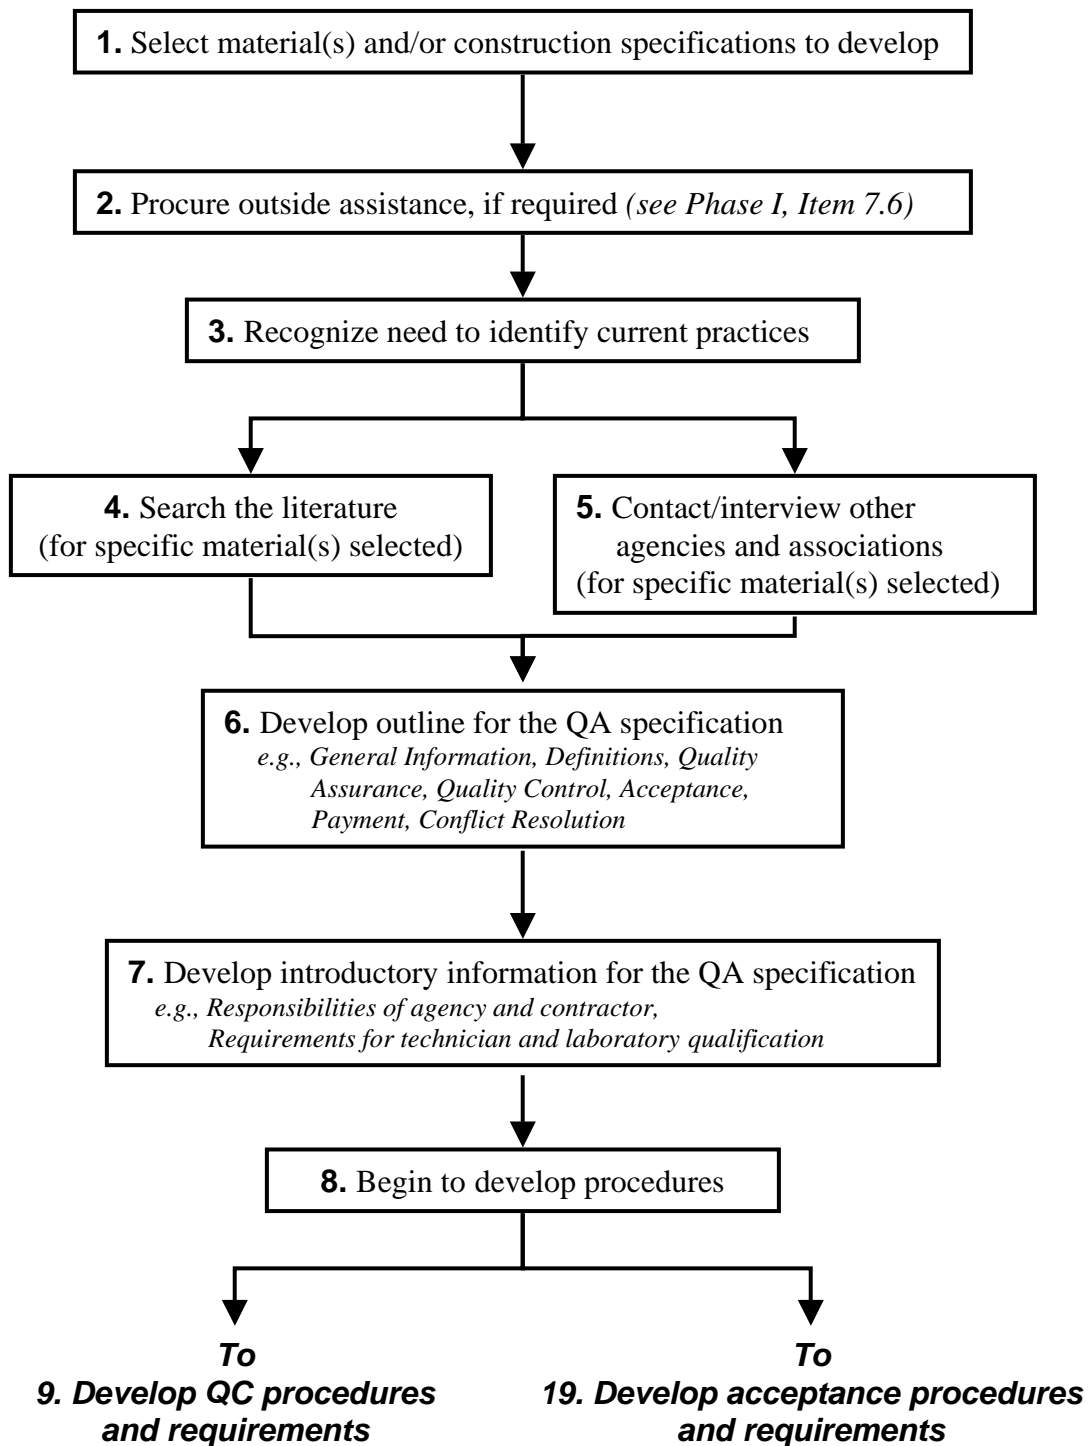 1. Select material(s) and/or construction specifications to develop
2. Procure outside assistance, if required (see Phase I, Item 7.6)
3. Recognize need to identify current practices
4. Search the literature
(for specific material(s) selected)
5. Contact/interview other
agencies and associations
(for specific material(s) selected)
6. Develop outline for the QA specification
e.g., General Information, Definitions, Quality
Assurance, Quality Control, Acceptance,
Payment, Conflict Resolution
7. Develop introductory information for the QA specification
e.g., Responsibilities of agency and contractor,
Requirements for technician and laboratory qualification
8. Begin to develop procedures
To
9. Develop QC procedures
and requirements
To
19. Develop acceptance procedures
and requirements